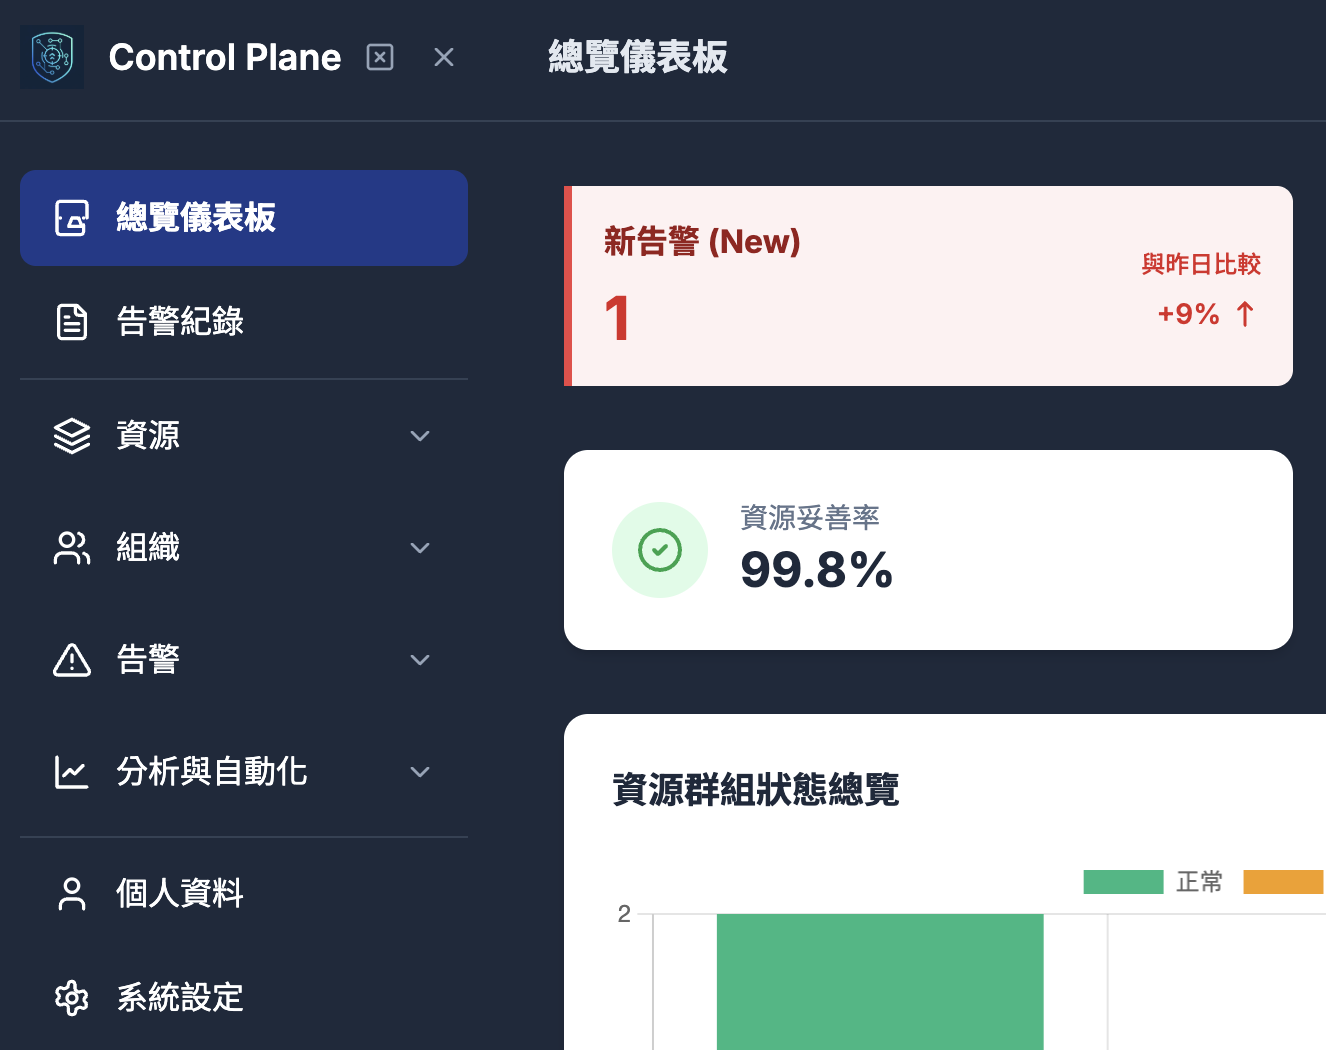 Control Plane
總覽儀表板
總覽儀表板
告警紀錄
資源
組織
告警
分析與自動化
個人資料
系統設定
新告警 (New)
1
與昨日比較
+9% ↑
資源妥善率
99.8%
資源群組狀態總覽
正常
2